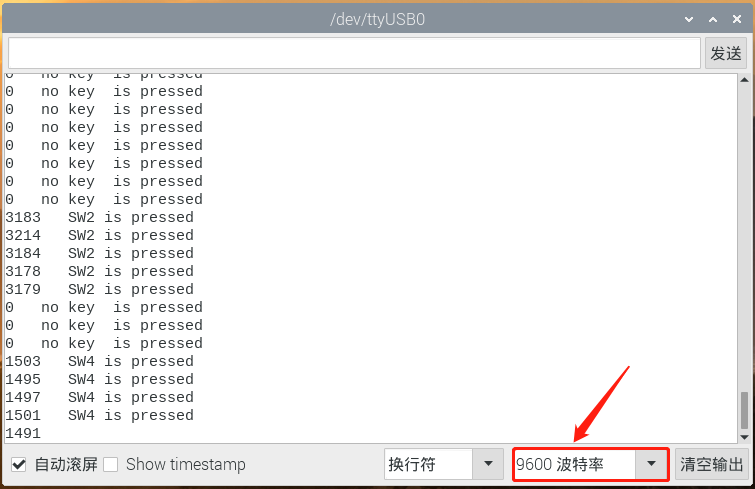 /dev/ttyUSB0
发送
0   no key  is pressed
0   no key  is pressed
0   no key  is pressed
0   no key  is pressed
0   no key  is pressed
0   no key  is pressed
0   no key  is pressed
0   no key  is pressed
3183   SW2 is pressed
3214   SW2 is pressed
3184   SW2 is pressed
3178   SW2 is pressed
3179   SW2 is pressed
0   no key  is pressed
0   no key  is pressed
0   no key  is pressed
1503   SW4 is pressed
1495   SW4 is pressed
1497   SW4 is pressed
1501   SW4 is pressed
1491
自动滚屏 Show timestamp 换行符 9600 波特率 清空输出